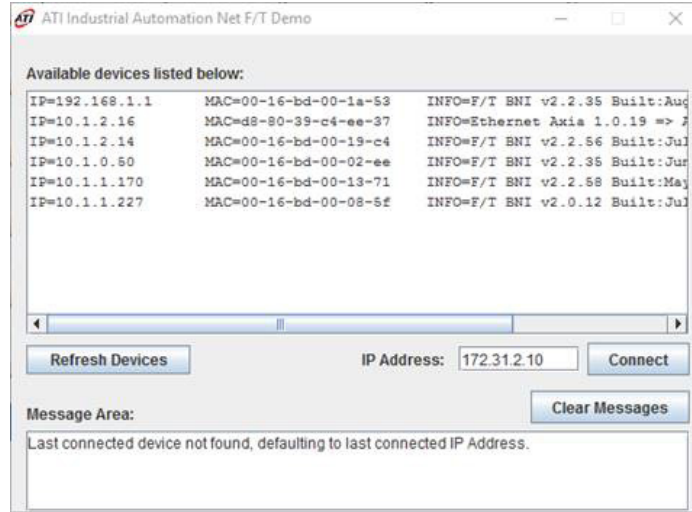 ATI ATI Industrial Automation Net F/T Demo
Available devices listed below:
IP=192.168.1.1 MAC=00-16-bd-00-1a-53 INFO=F/T BNI v2.2.35 Built:Aug
IP=10.1.2.16 MAC=d8-80-39-c4-ee-37 INFO=Ethernet Axia 1.0.19 =>
IP=10.1.2.14 MAC=00-16-bd-00-19-c4 INFO=F/T BNI v2.2.56 Built:Jul
IP=10.1.0.50 MAC=00-16-bd-00-02-ee INFO=F/T BNI v2.2.35 Built:Jun
IP=10.1.1.170 MAC=00-16-bd-00-13-71 INFO=F/T BNI v2.2.58 Built:May
IP=10.1.1.227 MAC=00-16-bd-00-08-5f INFO=F/T BNI v2.0.12 Built:Jul
Refresh Devices IP Address: 172.31.2.10 Connect
Clear Messages
Message Area:
Last connected device not found, defaulting to last connected IP Address.